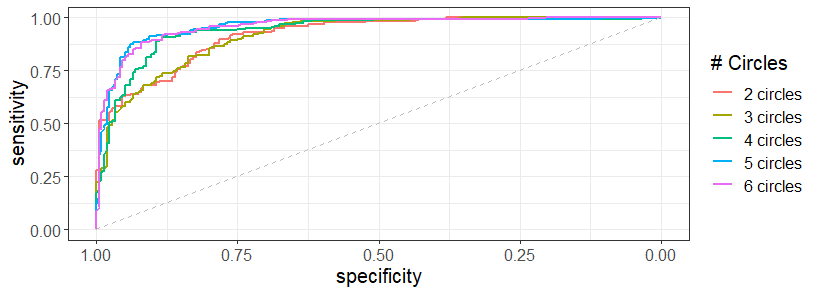 1.00
0.75
0.50
0.25
0.00
sensitivity
1.00 0.75 0.50 0.25 0.00
specificity
# Circles
2 circles
3 circles
4 circles
5 circles
6 circles